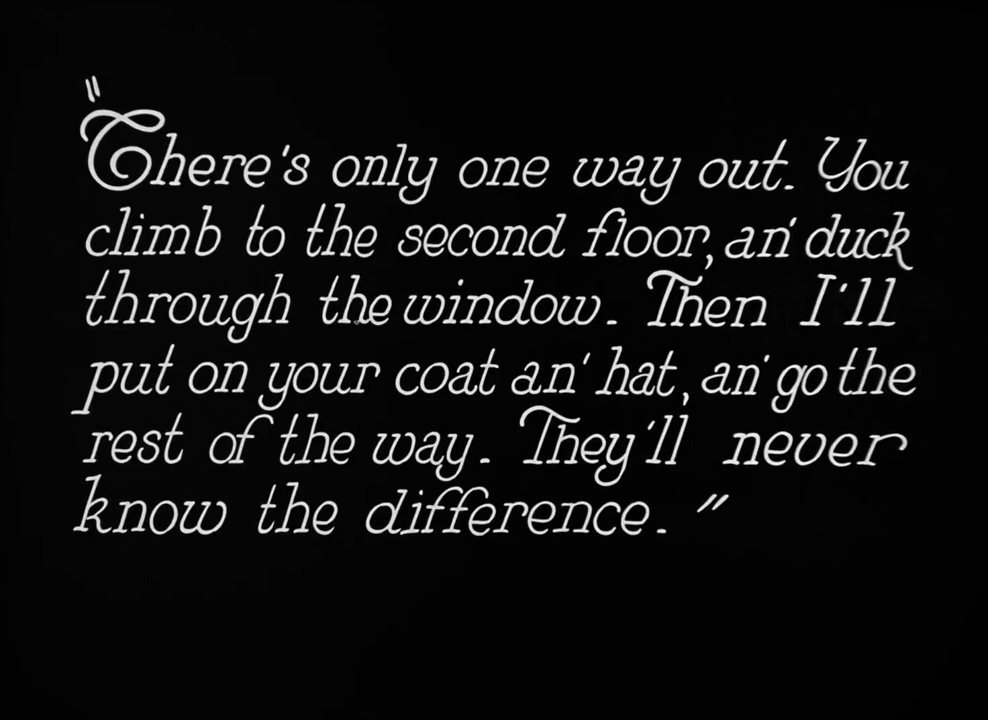 "There's only one way out. You
climb to the second floor, an' duck
through the window. Then I'll
put on your coat an' hat, an' go the
rest of the way. They'll never
know the difference."